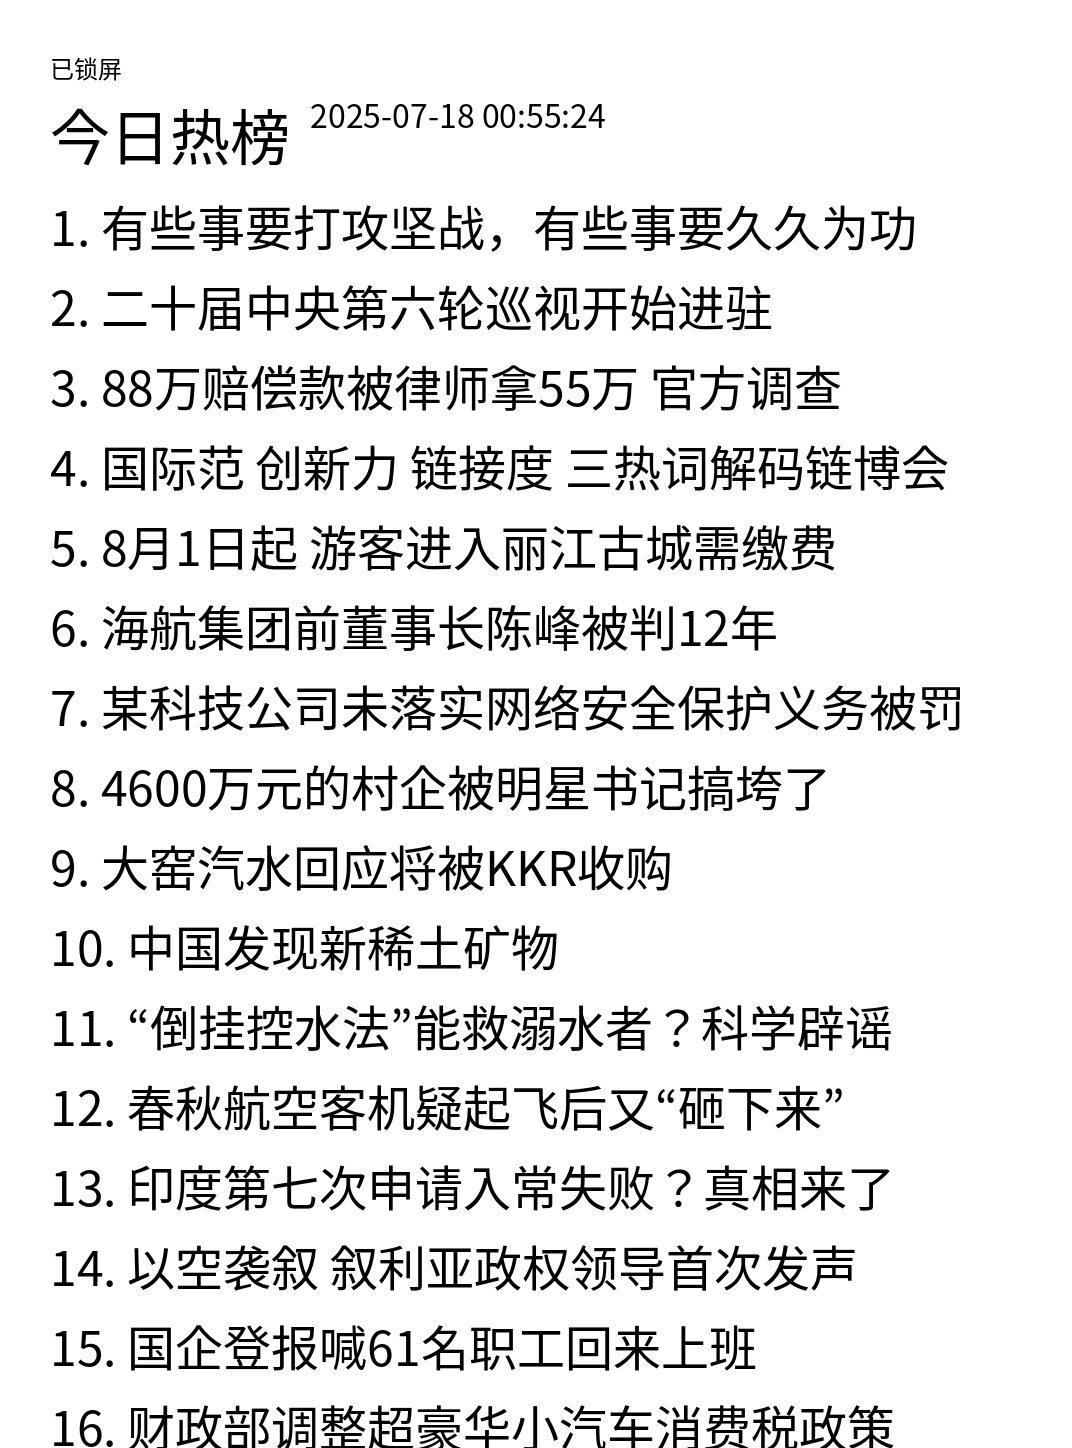 已锁屏
今日热榜 2025-07-18 00:55:24
1. 有些事要打攻坚战，有些事要久久为功
2. 二十届中央第六轮巡视开始进驻
3. 88万赔偿款被律师拿55万 官方调查
4. 国际范 创新力 链接度 三热词解码链博会
5. 8月1日起 游客进入丽江古城需缴费
6. 海航集团前董事长陈峰被判12年
7. 某科技公司未落实网络安全保护义务被罚
8. 4600万元的村企被明星书记搞垮了
9. 大窑汽水回应将被KKR收购
10. 中国发现新稀土矿物
11. “倒挂控水法”能救溺水者？科学辟谣
12. 春秋航空客机疑起飞后又“砸下来”
13. 印度第七次申请入常失败？真相来了
14. 以空袭叙 叙利亚政权领导首次发声
15. 国企登报喊61名职工回来上班
16. 财政部调整超豪华小汽车消费税政策